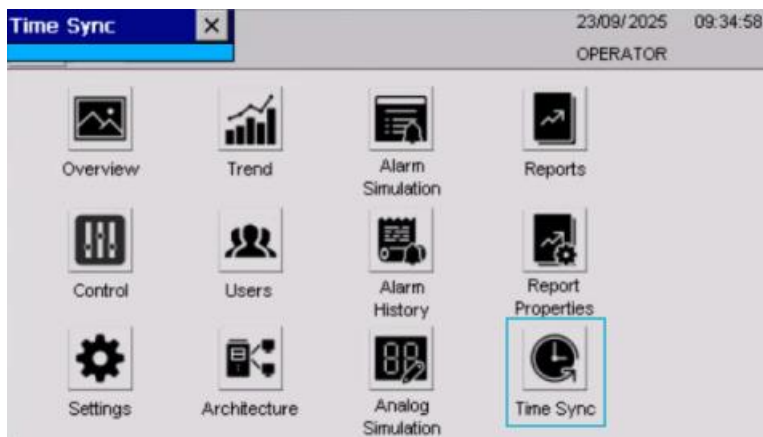 Time Sync
23/09/2025 09:34:58
OPERATOR
Overview
Trend
Alarm
Simulation
Reports
Control
Users
Alarm
History
Report
Properties
Settings
Architecture
Analog
Simulation
Time Sync